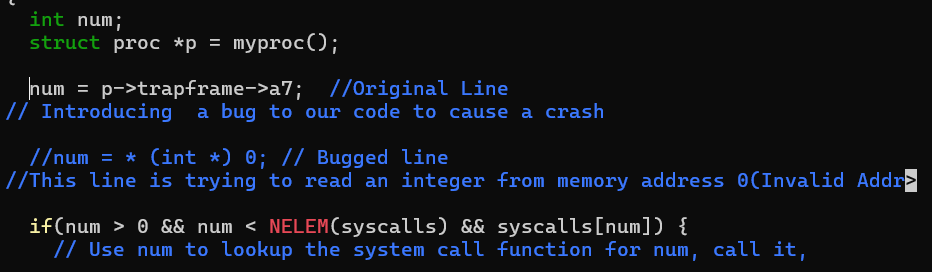 {
int num;
struct proc *p = myproc();
num = p->trapframe->a7;  //Original Line
// Introducing  a bug to our code to cause a crash
//num = * (int *) 0; // Bugged line
//This line is trying to read an integer from memory address 0(Invalid Addr>
if(num > 0 && num < NELEM(syscalls) && syscalls[num]) {
// Use num to lookup the system call function for num, call it,